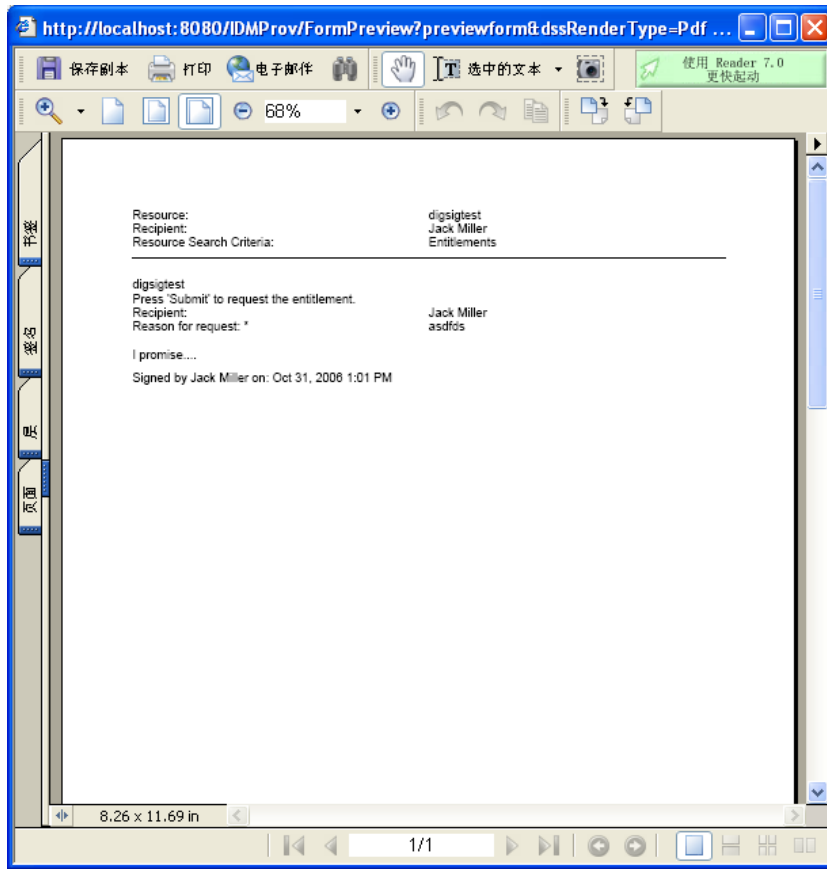 http://localhost:8080/IDMProv/FormPreview?previewform&dssRenderType=Pdf ...
保存副本 打印 电子邮件 选中的文本 使用 Reader 7.0
更快起动
68%
书签
签名
层
页面
Resource: digsigtest
Recipient: Jack Miller
Resource Search Criteria: Entitlements
digsigtest
Press 'Submit' to request the entitlement.
Recipient: Jack Miller
Reason for request: * asdfds
I promise....
Signed by Jack Miller on: Oct 31, 2006 1:01 PM
8.26 x 11.69 in
1/1